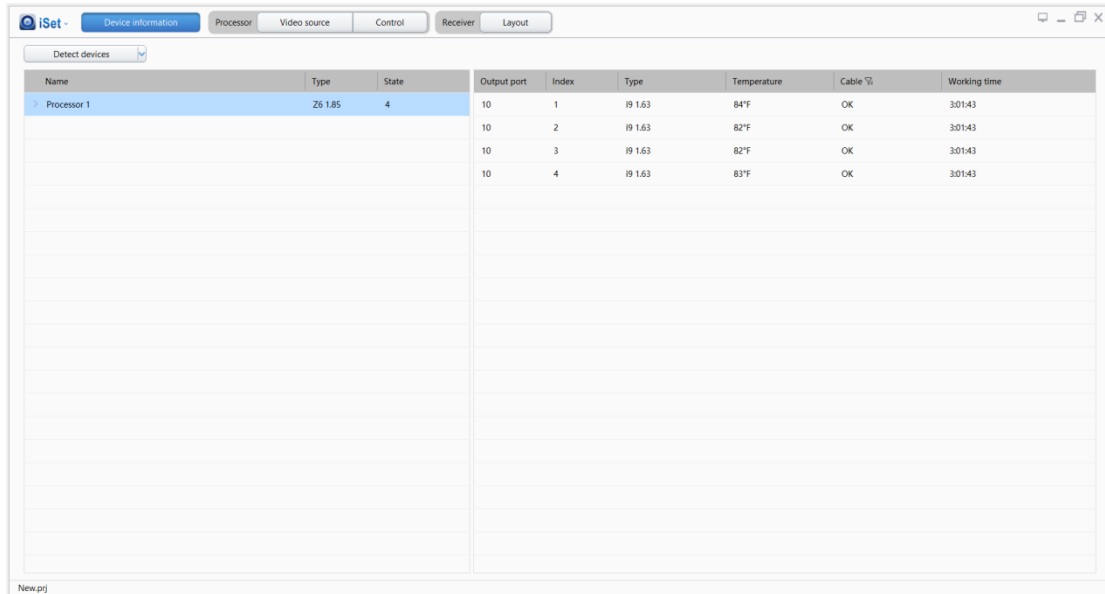 iSet Device information Processor Video source Control Receiver Layout
Detect devices
Name Type State Output port Index Type Temperature Cable Working time
Processor 1 Z6 1.85 4 10 1 I9 1.63 84°F OK 3:01:43
10 2 I9 1.63 82°F OK 3:01:43
10 3 I9 1.63 82°F OK 3:01:43
10 4 I9 1.63 83°F OK 3:01:43
New.prj